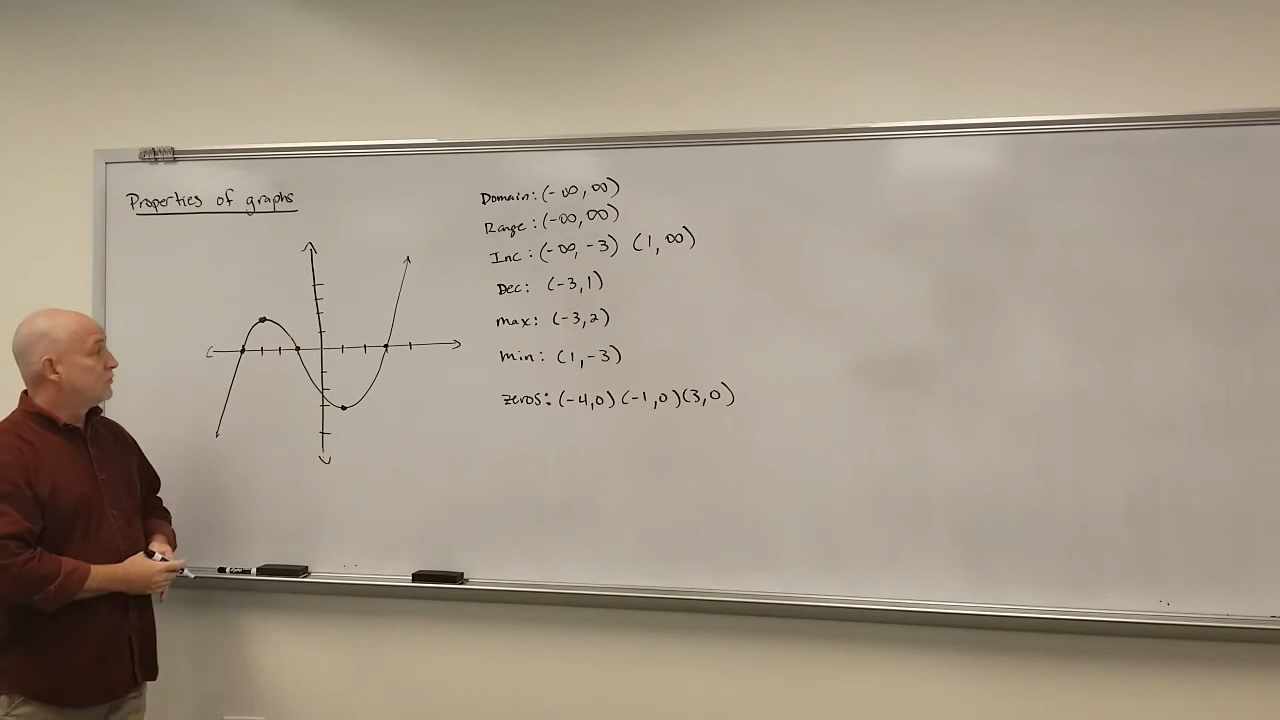 Properties of graphs
Domain: (-∞, ∞)
Range: (-∞, ∞)
Inc: (-∞, -3) (1, ∞)
Dec: (-3, 1)
max: (-3, 2)
min: (1, -3)
zeros: (-4, 0) (-1, 0) (3, 0)